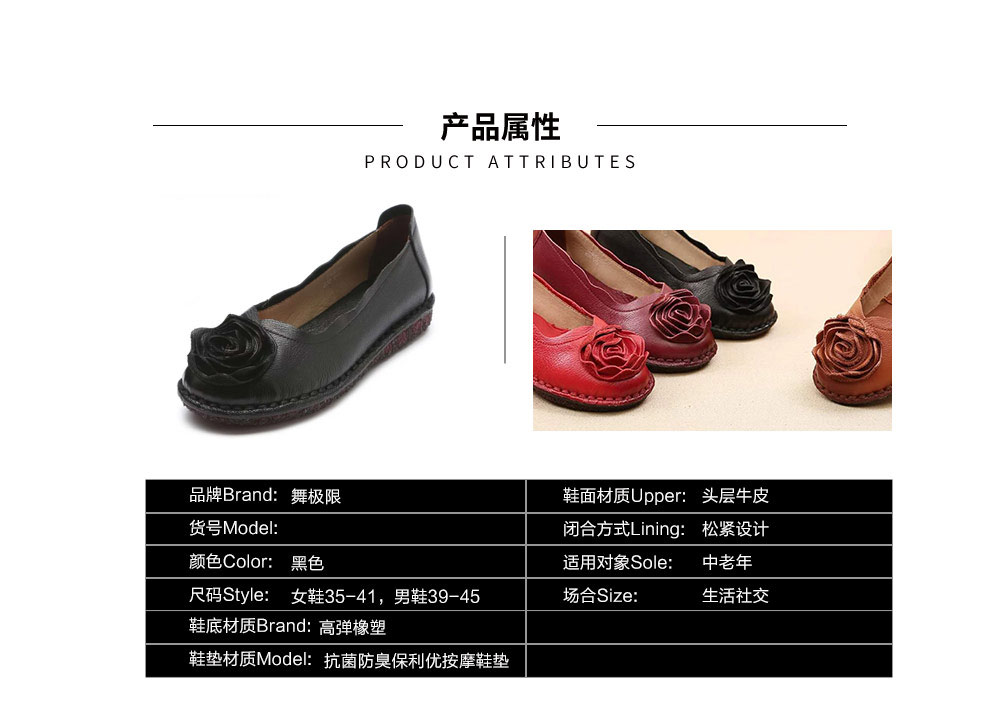 产品属性
PRODUCT ATTRIBUTES
品牌Brand: 舞极限
鞋面材质Upper: 头层牛皮
货号Model:
闭合方式Lining: 松紧设计
颜色Color: 黑色
适用对象Sole: 中老年
尺码Style: 女鞋35-41，男鞋39-45
场合Size: 生活社交
鞋底材质Brand: 高弹橡塑
鞋垫材质Model: 抗菌防臭保利优按摩鞋垫